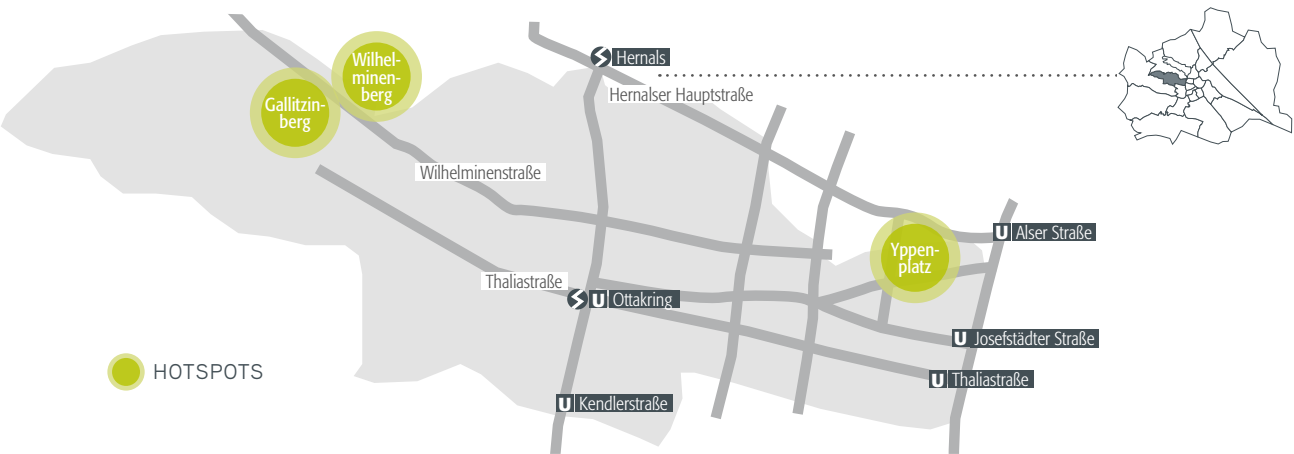 Wilhel-
minen-
berg
Gallitzin-
berg
Hernals
Hernalser Hauptstraße
Wilhelminenstraße
U Alser Straße
Yppen-
platz
Thaliastraße
U Ottakring
U Josefstädter Straße
HOTSPOTS
U Thaliastraße
U Kendlerstraße